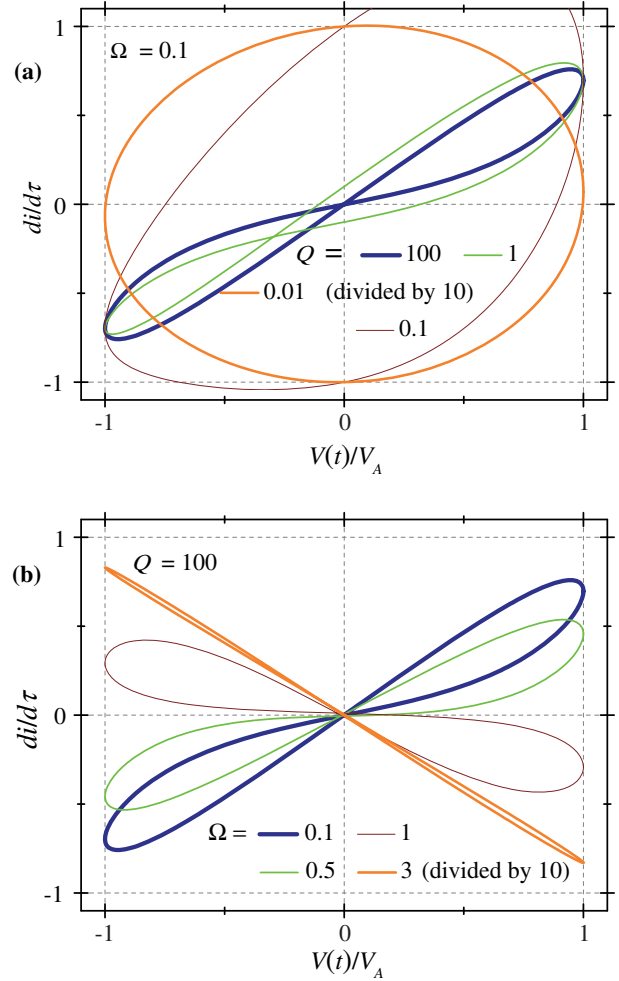 1
Ω = 0.1
(a)
di/dτ
0
Q = 100 1
0.01 (divided by 10)
0.1
-1
-1 0 1
V(t)/V_A
1
Q = 100
(b)
di/dτ
0
Ω = 0.1 1
0.5 3 (divided by 10)
-1
-1 0 1
V(t)/V_A